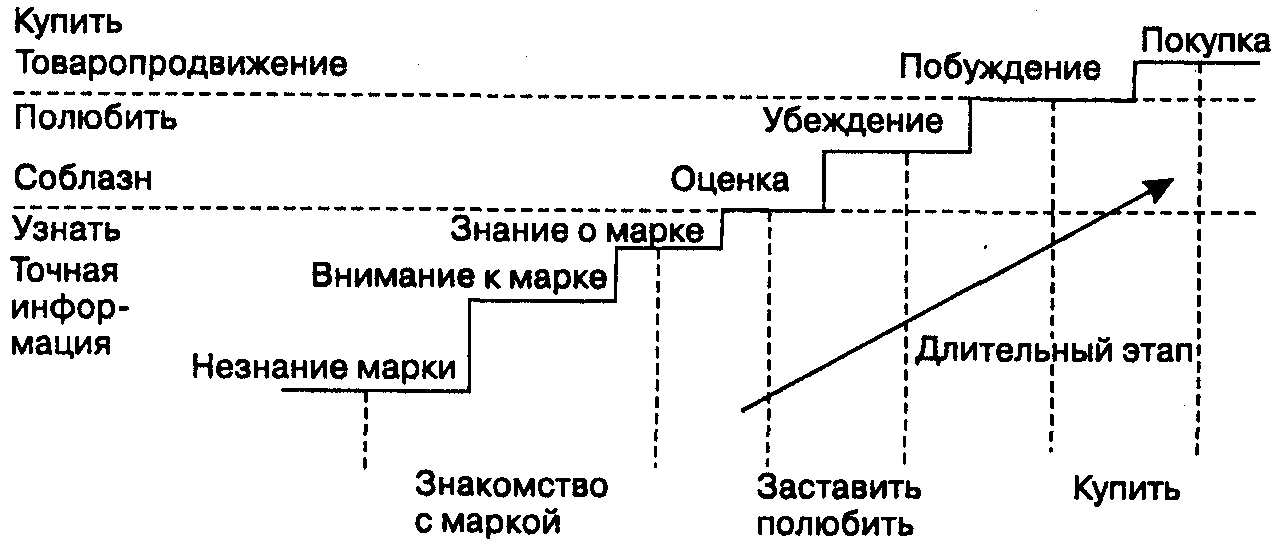 Купить
Товаропродвижение
Покупка
Побуждение
Полюбить
Убеждение
Соблазн
Оценка
Узнать
Знание о марке
Точная
инфор-
мация
Внимание к марке
Незнание марки
Длительный этап
Знакомство
с маркой
Заставить
полюбить
Купить